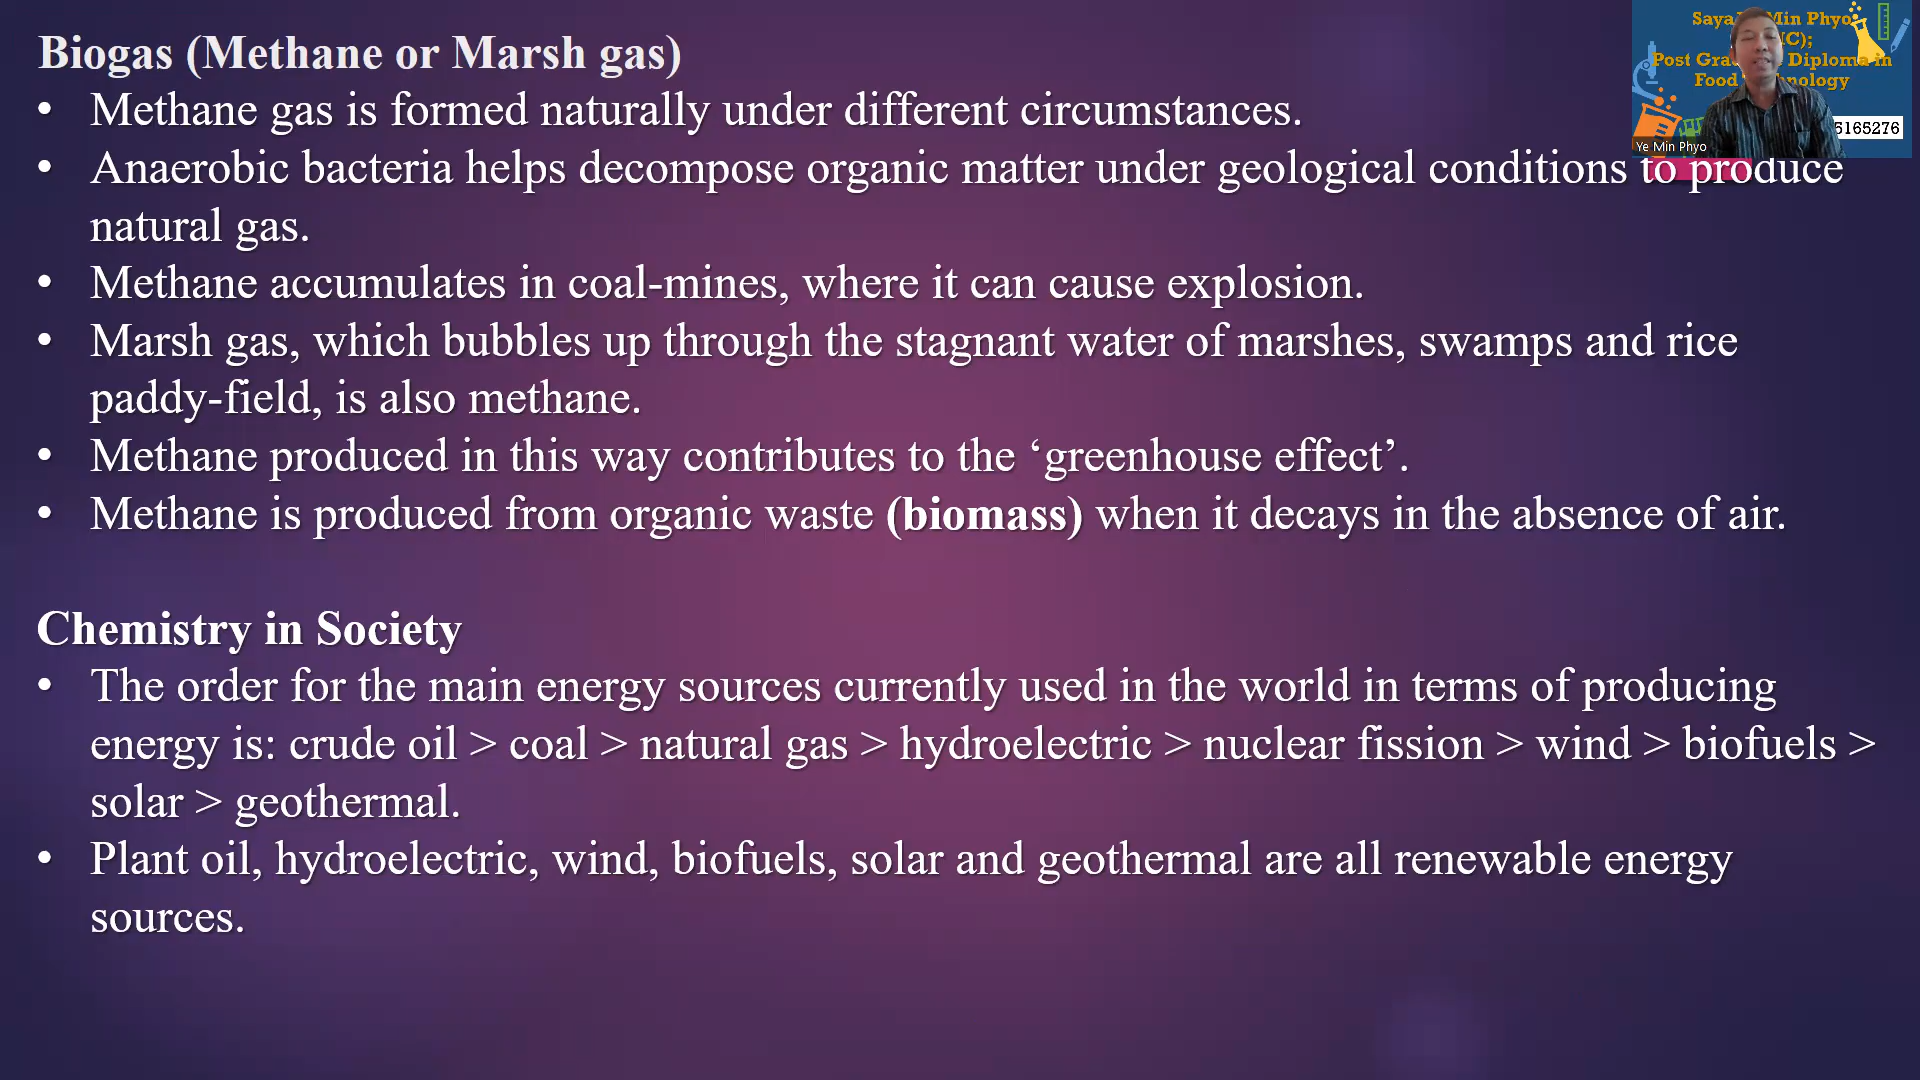 Biogas (Methane or Marsh gas)
• Methane gas is formed naturally under different circumstances.
• Anaerobic bacteria helps decompose organic matter under geological conditions to produce
natural gas.
• Methane accumulates in coal-mines, where it can cause explosion.
• Marsh gas, which bubbles up through the stagnant water of marshes, swamps and rice
paddy-field, is also methane.
• Methane produced in this way contributes to the ‘greenhouse effect’.
• Methane is produced from organic waste (biomass) when it decays in the absence of air.
Chemistry in Society
• The order for the main energy sources currently used in the world in terms of producing
energy is: crude oil > coal > natural gas > hydroelectric > nuclear fission > wind > biofuels >
solar > geothermal.
• Plant oil, hydroelectric, wind, biofuels, solar and geothermal are all renewable energy
sources.
Saya Min Phyo
C);
Post Diploma in
Food
5165276
Ye Min Phyo